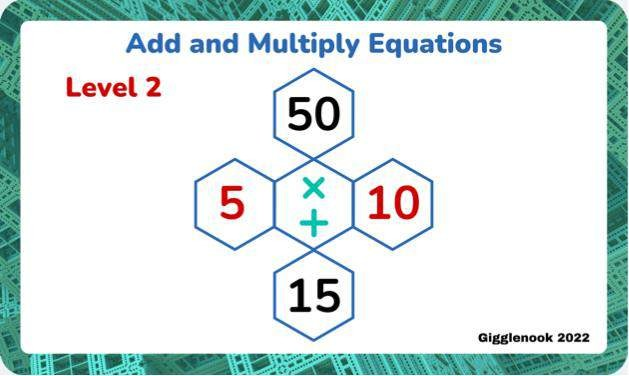 Add and Multiply Equations
Level 2
50
5 × 10
+
15
Gigglenook 2022